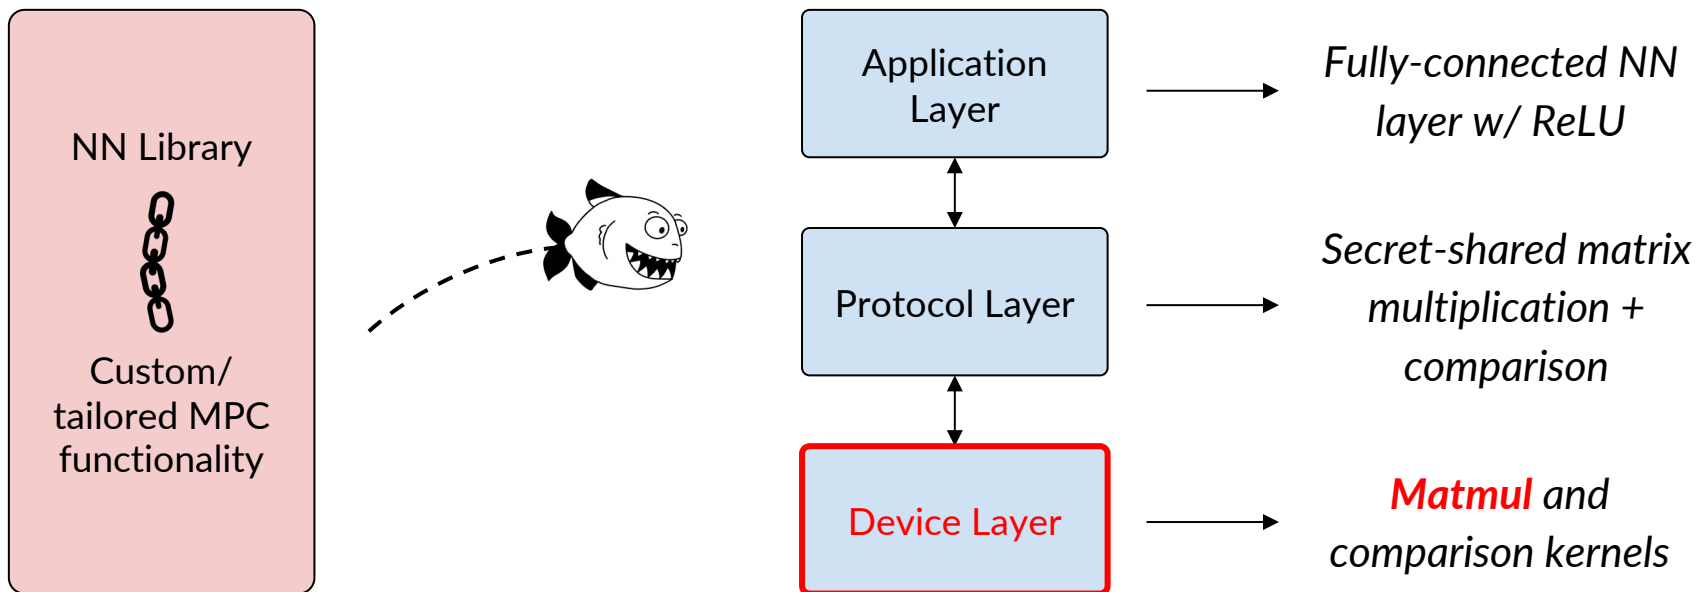 NN Library
Custom/
tailored MPC
functionality
Application
Layer
Fully-connected NN
layer w/ ReLU
Protocol Layer
Secret-shared matrix
multiplication +
comparison
Device Layer
Matmul and
comparison kernels